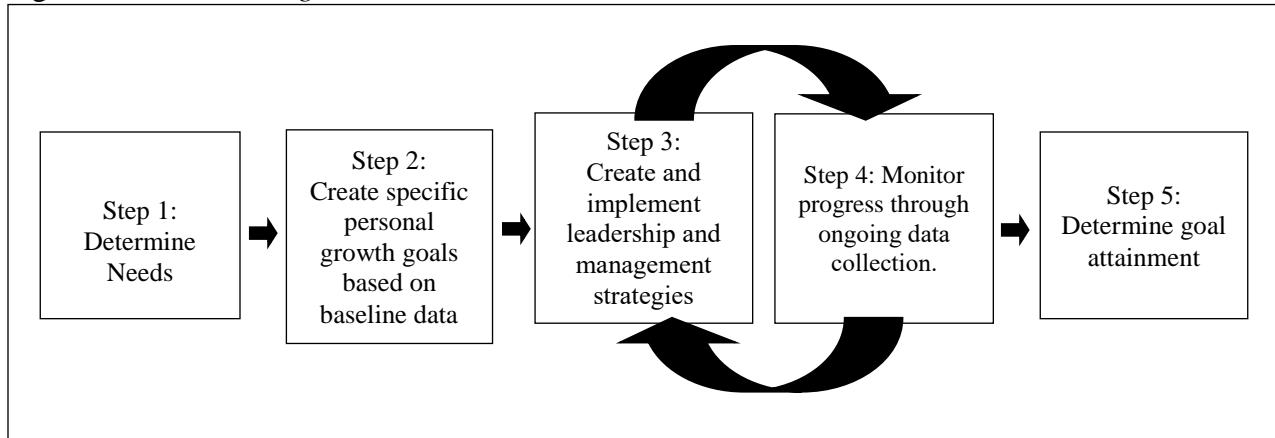 Step 1:
Determine
Needs
Step 2:
Create specific
personal
growth goals
based on
baseline data
Step 3:
Create and
implement
leadership and
management
strategies
Step 4: Monitor
progress through
ongoing data
collection.
Step 5:
Determine goal
attainment